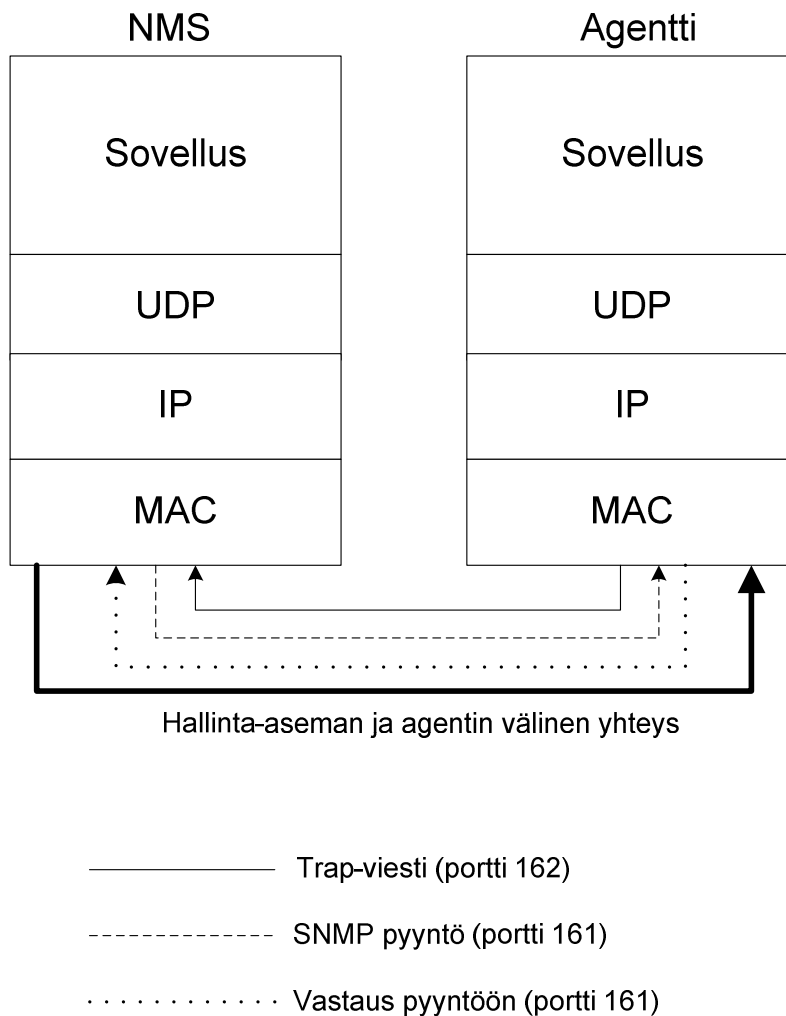 NMS
Agentti
Sovellus
Sovellus
UDP
UDP
IP
IP
MAC
MAC
Hallinta-aseman ja agentin välinen yhteys
Trap-viesti (portti 162)
SNMP pyyntö (portti 161)
Vastaus pyyntöön (portti 161)